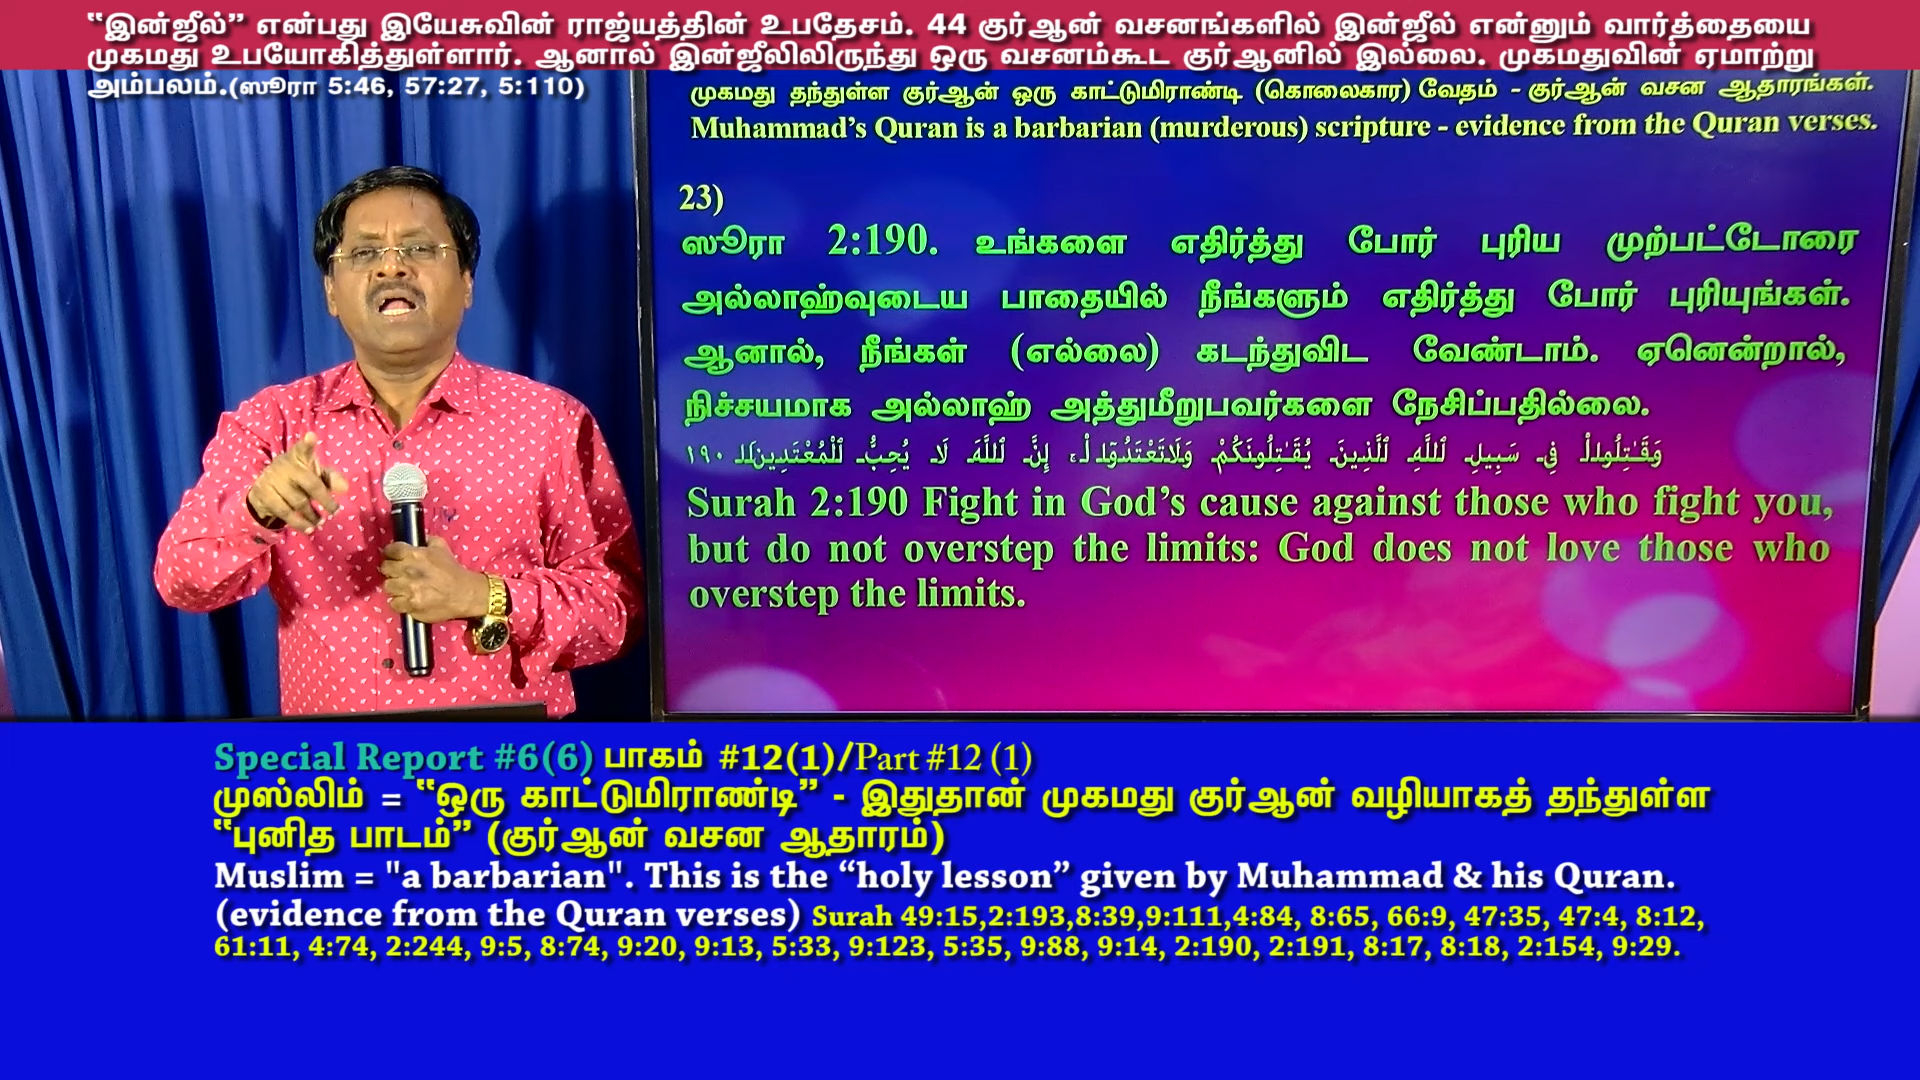 “இன்ஜீல்” என்பது இயேசுவின் ராஜ்யத்தின் உபதேசம். 44 குர்ஆன் வசனங்களில் இன்ஜீல் என்னும் வார்த்தையை
முகமது உபயோகித்துள்ளார். ஆனால் இன்ஜீலிலிருந்து ஒரு வசனம்கூட குர்ஆனில் இல்லை. முகமதுவின் ஏமாற்று
அம்பலம்.(ஸூரா 5:46, 57:27, 5:110)
முகமது தந்துள்ள குர்ஆன் ஒரு காட்டுமிராண்டி (கொலைகார) வேதம் - குர்ஆன் வசன ஆதாரங்கள்.
Muhammad’s Quran is a barbarian (murderous) scripture - evidence from the Quran verses.
23)
ஸூரா 2:190. உங்களை எதிர்த்து போர் புரிய முற்பட்டோரை
அல்லாஹ்வுடைய பாதையில் நீங்களும் எதிர்த்து போர் புரியுங்கள்.
ஆனால், நீங்கள் (எல்லை) கடந்துவிட வேண்டாம். ஏனென்றால்,
நிச்சயமாக அல்லாஹ் அத்துமீறுபவர்களை நேசிப்பதில்லை.
وَقَـٰتِلُوا۟ فِى سَبِيلِ ٱللَّهِ ٱلَّذِينَ يُقَـٰتِلُونَكُمْ وَلَا تَعْتَدُوٓا۟ ۚ إِنَّ ٱللَّهَ لَا يُحِبُّ ٱلْمُعْتَدِينَ ١٩٠
Surah 2:190 Fight in God’s cause against those who fight you,
but do not overstep the limits: God does not love those who
overstep the limits.
Special Report #6(6) பாகம் #12(1)/Part #12 (1)
முஸ்லிம் = “ஒரு காட்டுமிராண்டி” - இதுதான் முகமது குர்ஆன் வழியாகத் தந்துள்ள
“புனித பாடம்” (குர்ஆன் வசன ஆதாரம்)
Muslim = "a barbarian". This is the “holy lesson” given by Muhammad & his Quran.
(evidence from the Quran verses) Surah 49:15,2:193,8:39,9:111,4:84, 8:65, 66:9, 47:35, 47:4, 8:12,
61:11, 4:74, 2:244, 9:5, 8:74, 9:20, 9:13, 5:33, 9:123, 5:35, 9:88, 9:14, 2:190, 2:191, 8:17, 8:18, 2:154, 9:29.